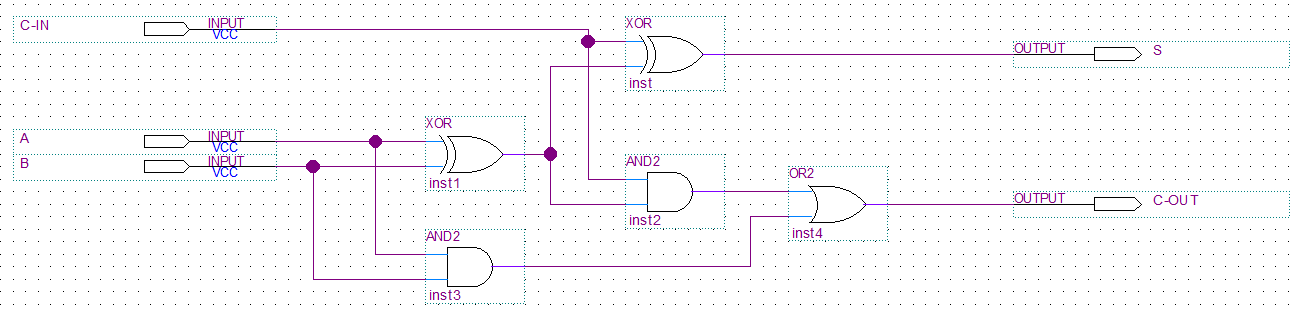 C-IN
INPUT
VCC
XOR
inst
OUTPUT
S
A
INPUT
VCC
B
INPUT
VCC
XOR
inst1
AND2
inst2
OR2
inst4
OUTPUT
C-OUT
AND2
inst3